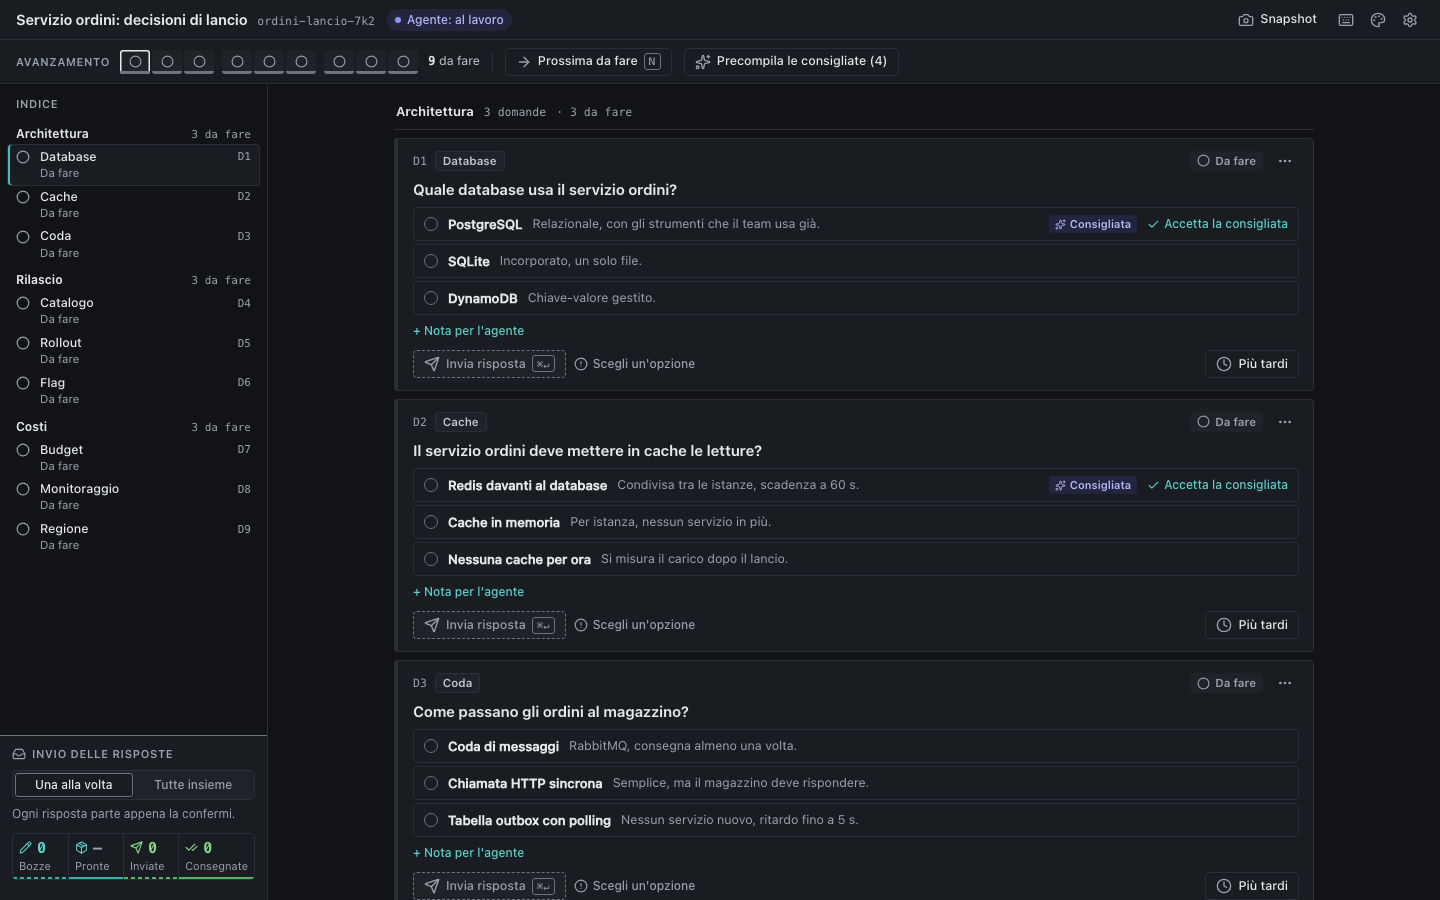 Servizio ordini: decisioni di lancio ordini-lancio-7k2 Agente: al lavoro Snapshot
AVANZAMENTO 9 da fare Prossima da fare N Precompila le consigliate (4)
INDICE
Architettura 3 da fare
Database D1
Da fare
Cache D2
Da fare
Coda D3
Da fare
Rilascio 3 da fare
Catalogo D4
Da fare
Rollout D5
Da fare
Flag D6
Da fare
Costi 3 da fare
Budget D7
Da fare
Monitoraggio D8
Da fare
Regione D9
Da fare
INVIO DELLE RISPOSTE
Una alla volta Tutte insieme
Ogni risposta parte appena la confermi.
0 – 0 0
Bozze Pronte Inviate Consegnate
Architettura 3 domande · 3 da fare
D1 Database Da fare ···
Quale database usa il servizio ordini?
PostgreSQL Relazionale, con gli strumenti che il team usa già. Consigliata Accetta la consigliata
SQLite Incorporato, un solo file.
DynamoDB Chiave-valore gestito.
+ Nota per l'agente
Invia risposta ⌘↵ Scegli un'opzione Più tardi
D2 Cache Da fare ···
Il servizio ordini deve mettere in cache le letture?
Redis davanti al database Condivisa tra le istanze, scadenza a 60 s. Consigliata Accetta la consigliata
Cache in memoria Per istanza, nessun servizio in più.
Nessuna cache per ora Si misura il carico dopo il lancio.
+ Nota per l'agente
Invia risposta ⌘↵ Scegli un'opzione Più tardi
D3 Coda Da fare ···
Come passano gli ordini al magazzino?
Coda di messaggi RabbitMQ, consegna almeno una volta.
Chiamata HTTP sincrona Semplice, ma il magazzino deve rispondere.
Tabella outbox con polling Nessun servizio nuovo, ritardo fino a 5 s.
+ Nota per l'agente
Invia risposta ⌘↵ Scegli un'opzione Più tardi